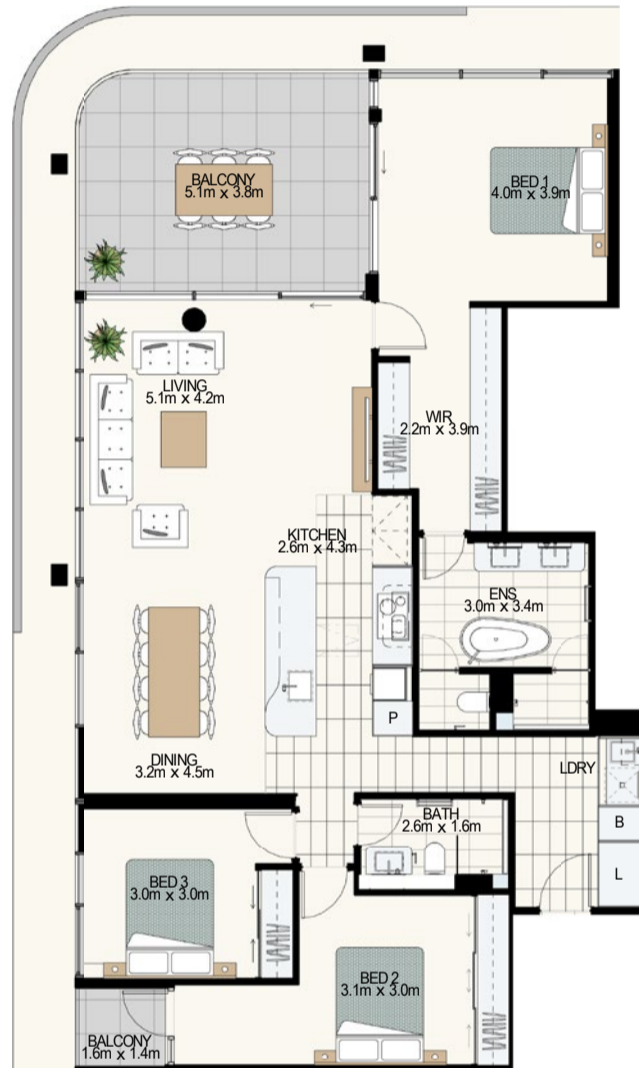 BALCONY
5.1m x 3.8m
BED 1
4.0m x 3.9m
LIVING
5.1m x 4.2m
WIR
2.2m x 3.9m
KITCHEN
2.6m x 4.3m
ENS
3.0m x 3.4m
P
DINING
3.2m x 4.5m
LDRY
BATH
2.6m x 1.6m
B
L
BED 3
3.0m x 3.0m
BED 2
3.1m x 3.0m
BALCONY
1.6m x 1.4m